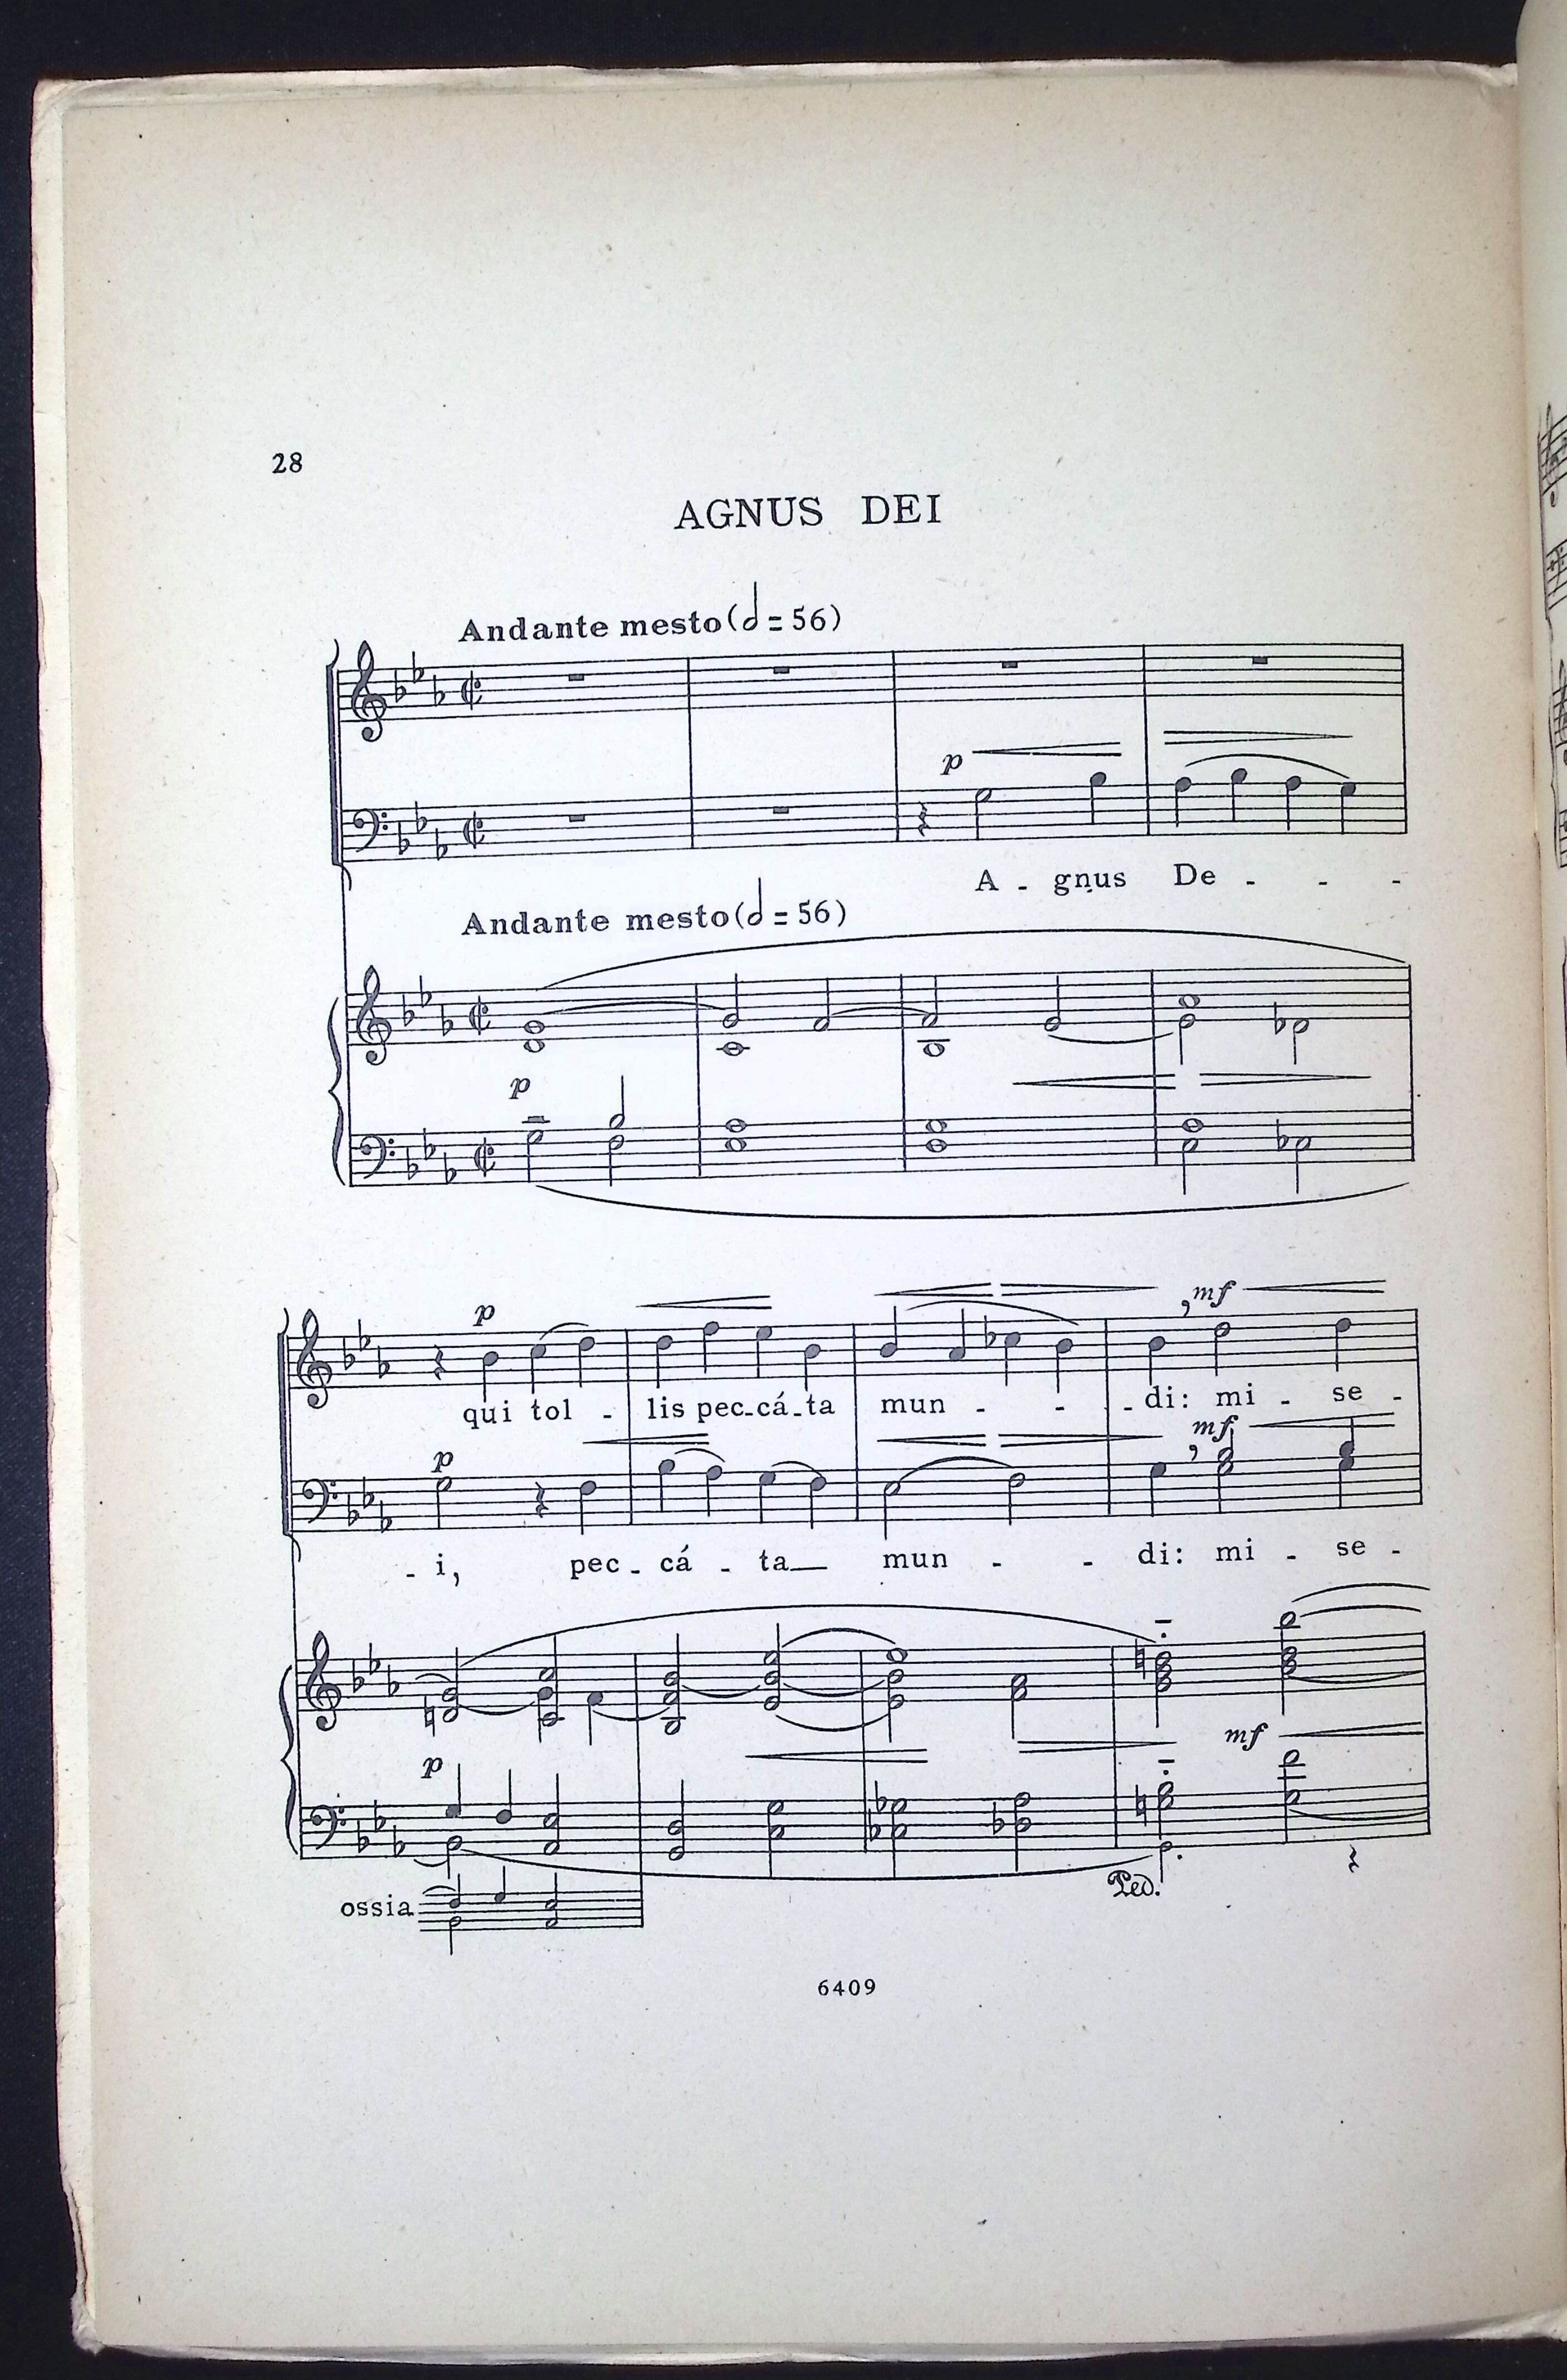 28
AGNUS DEI
Andante mesto (𝅗𝅥 = 56)
p
A - gnus De - - -
Andante mesto (𝅗𝅥 = 56)
p
p mf
qui tol - lis pec-cá-ta mun - - - di: mi - se -
p mf
- i, pec - cá - ta— mun - - di: mi - se -
p mf
Ped.
ossia
6409